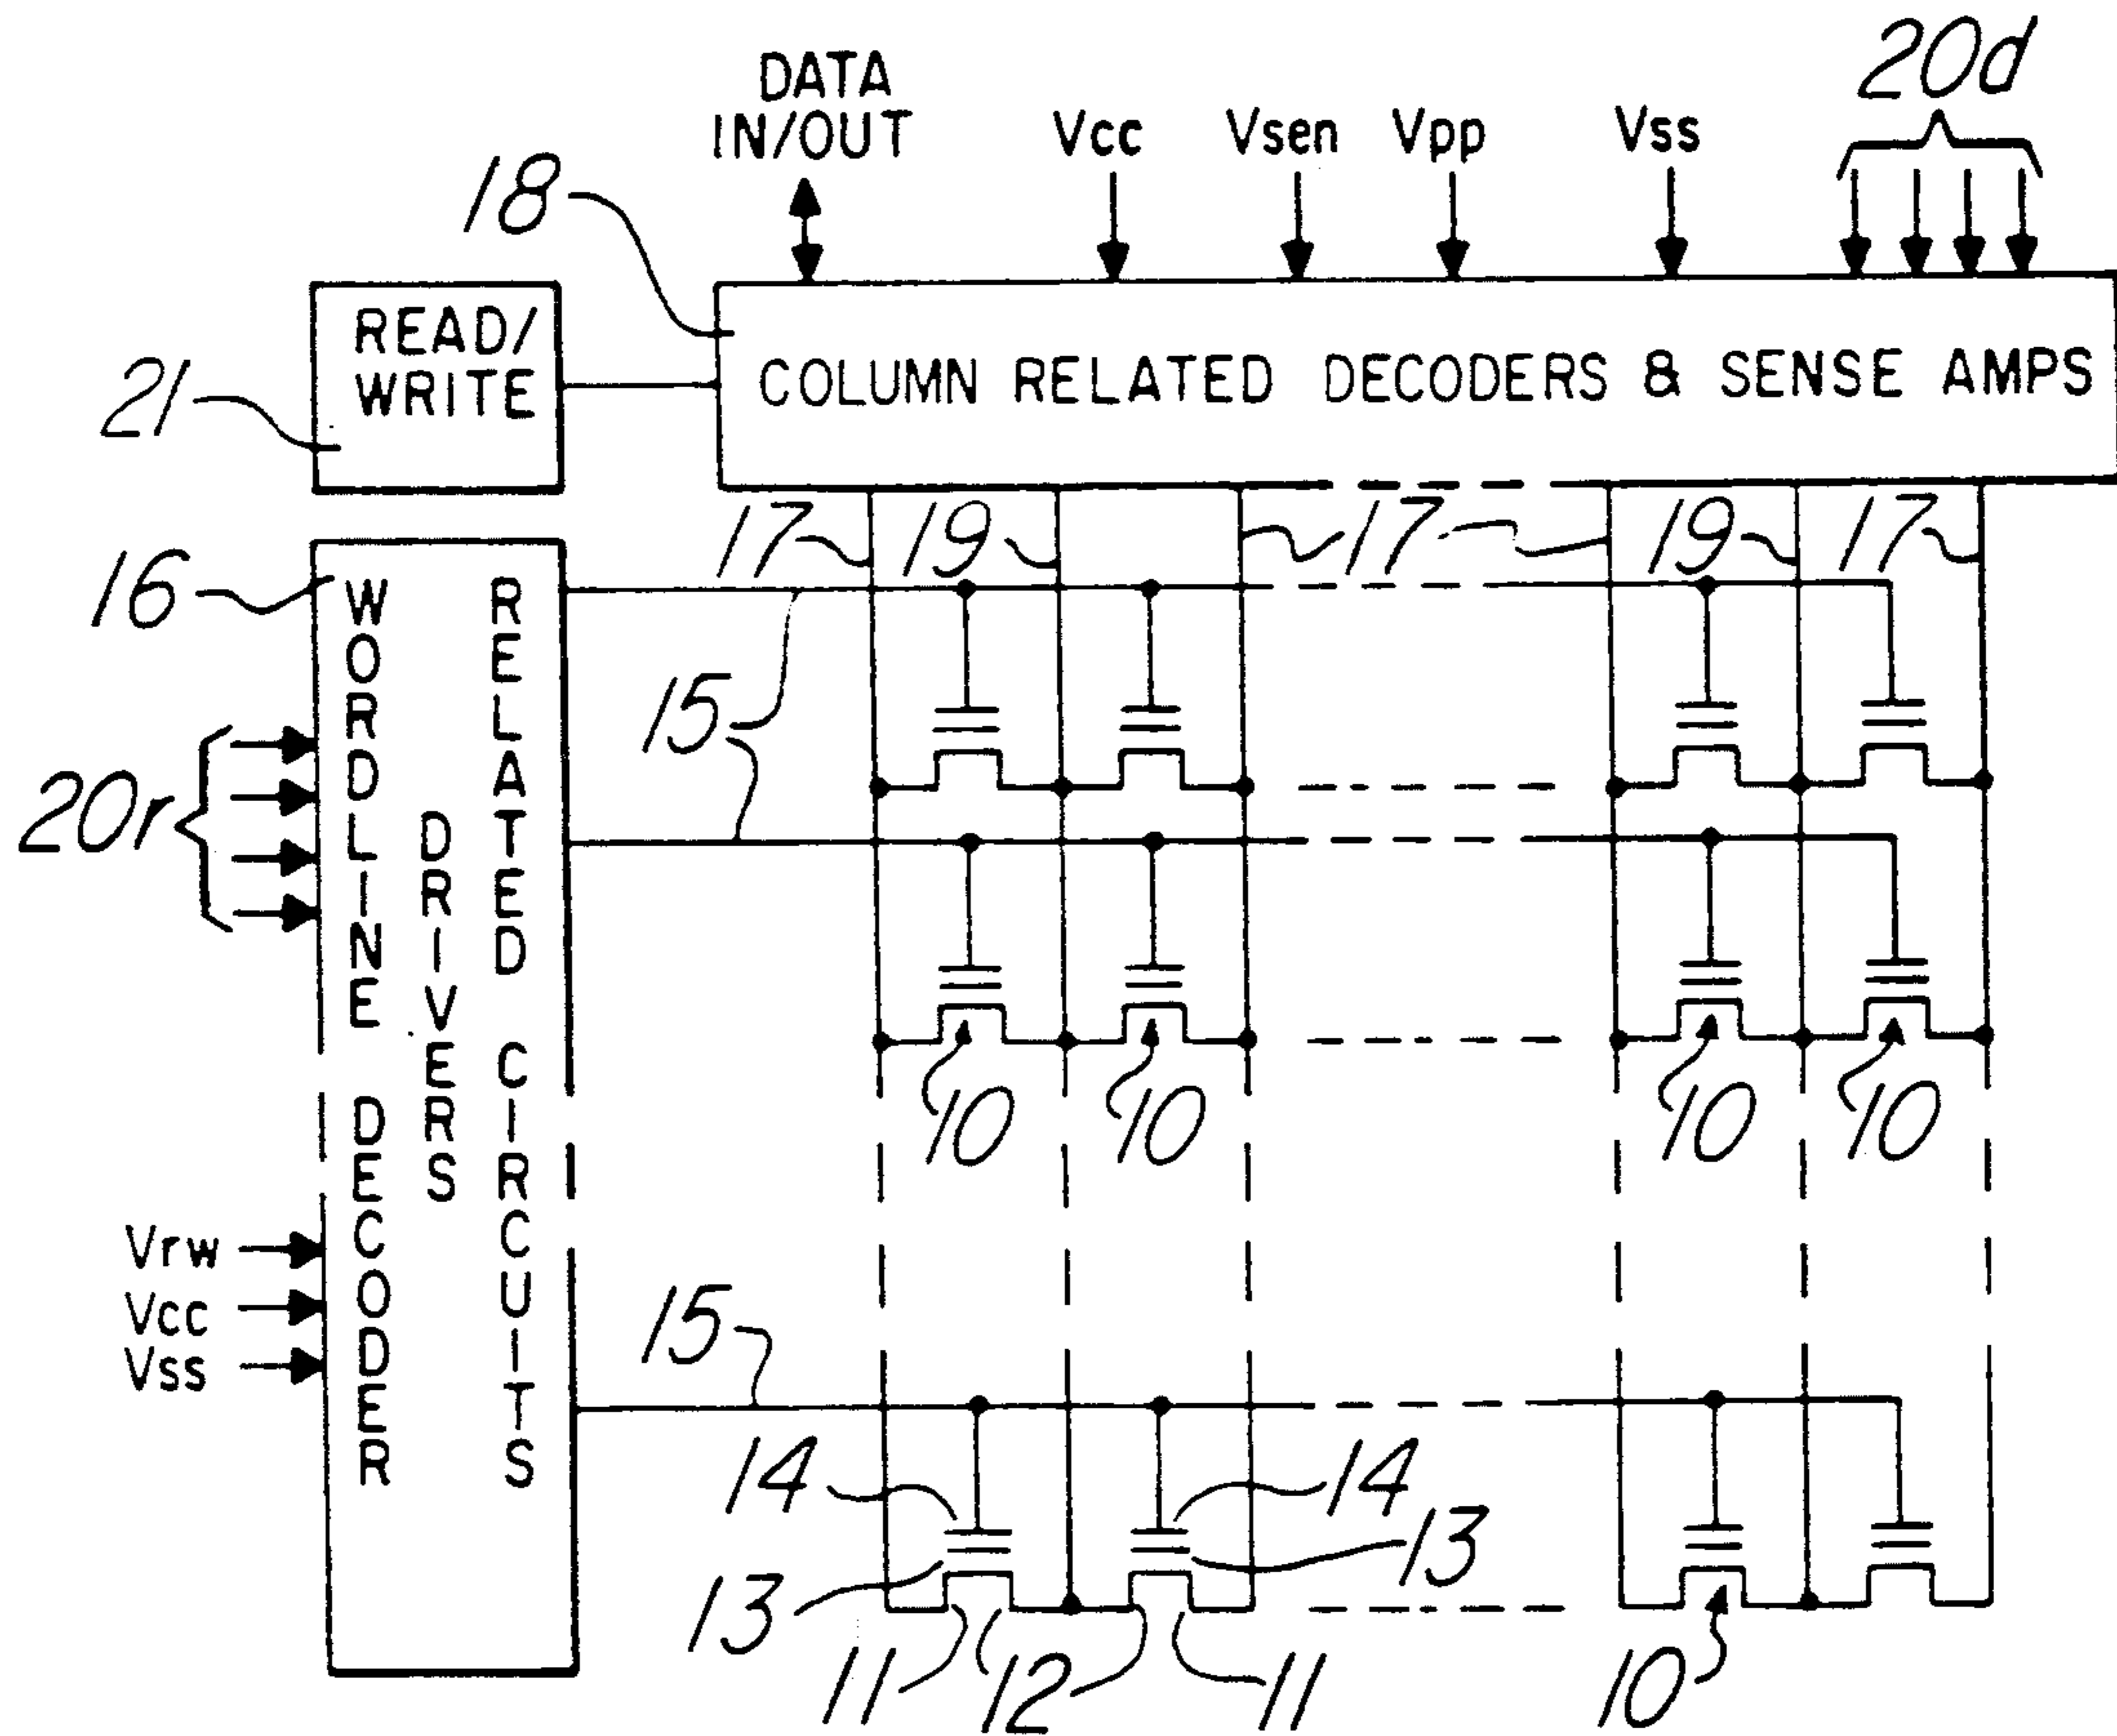 DATA
IN/OUT
Vcc
Vsen
Vpp
Vss
20d
18
READ/
WRITE
21
COLUMN RELATED DECODERS & SENSE AMPS
17
19
17
19
17
16
WORDLINE DECODER
DRIVERS
RELATED CIRCUITS
15
20r
10
10
10
10
Vrw
Vcc
Vss
15
14
14
13
13
11
12
11
10